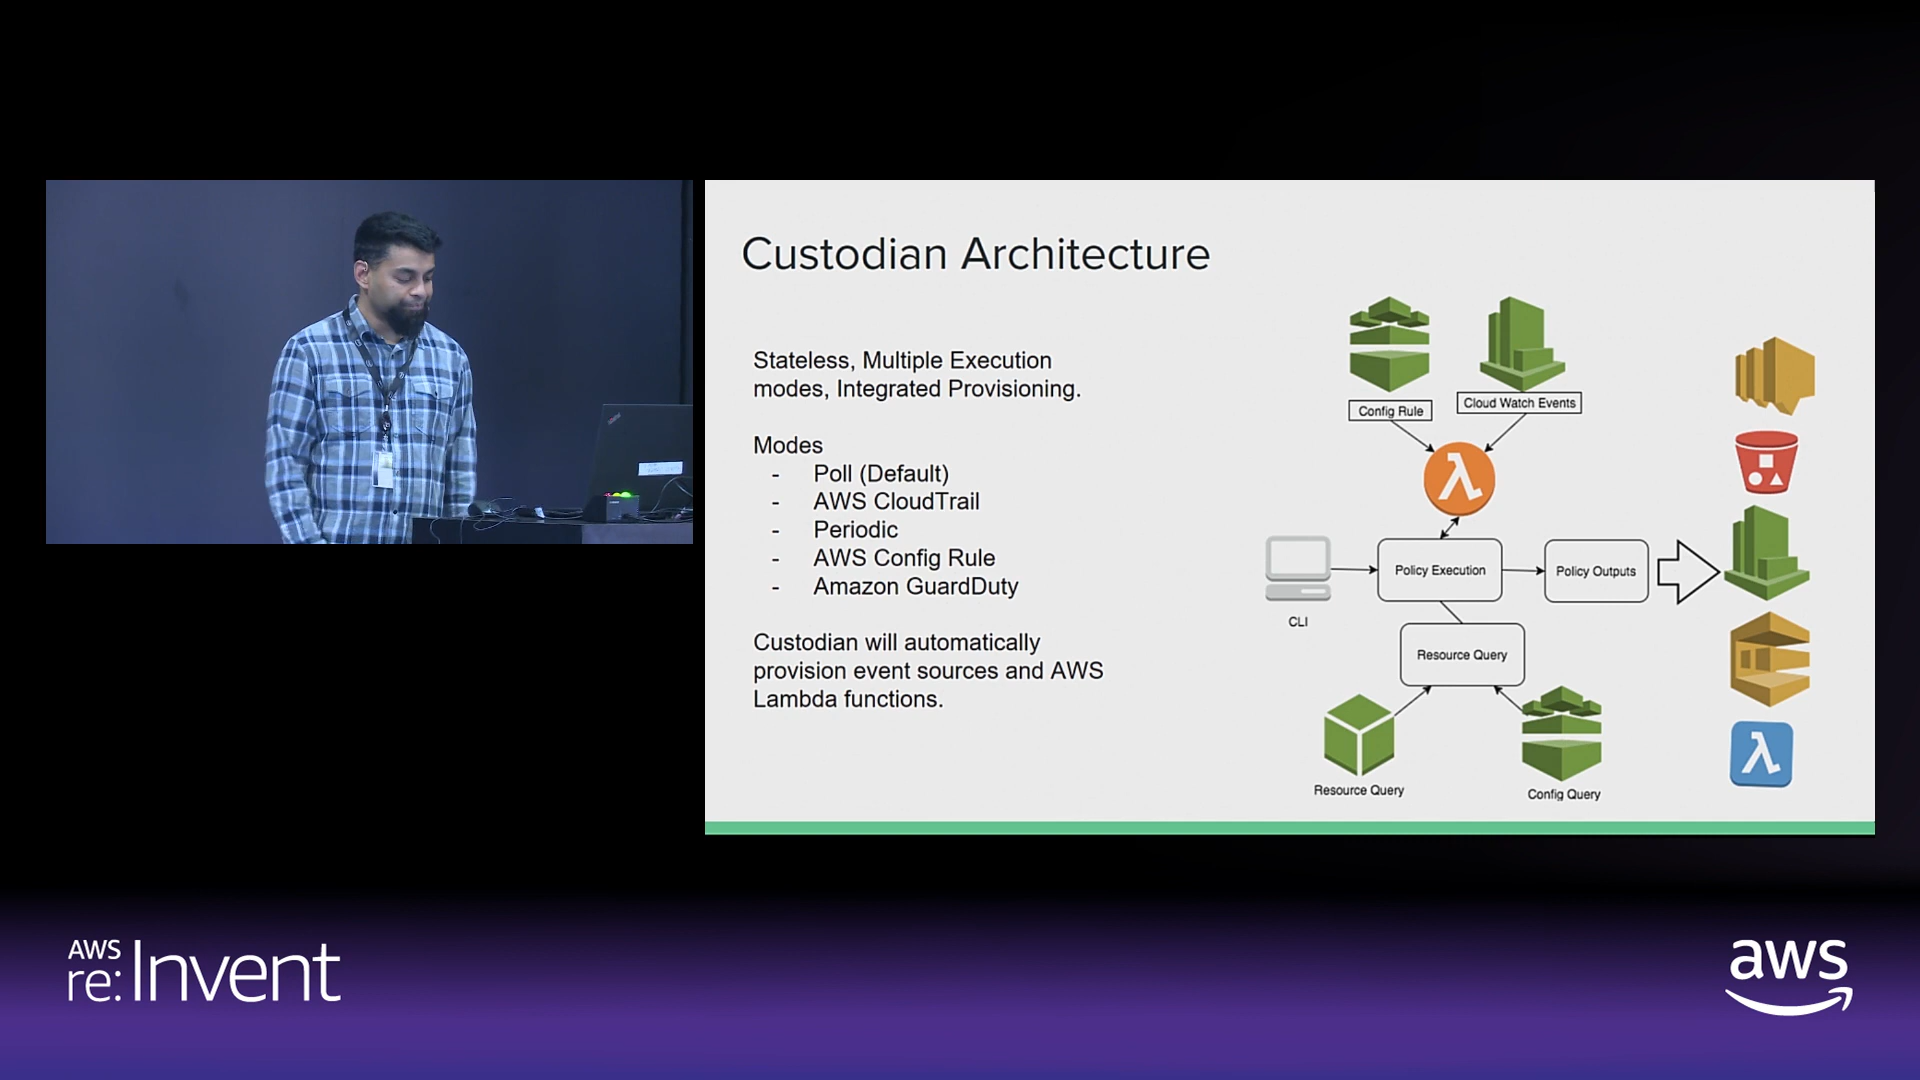 Custodian Architecture
Stateless, Multiple Execution
modes, Integrated Provisioning.
Modes
- Poll (Default)
- AWS CloudTrail
- Periodic
- AWS Config Rule
- Amazon GuardDuty
Custodian will automatically
provision event sources and AWS
Lambda functions.
Config Rule
Cloud Watch Events
λ
CLI
Policy Execution
Policy Outputs
Resource Query
Resource Query
Config Query
λ
AWS
re:Invent
aws